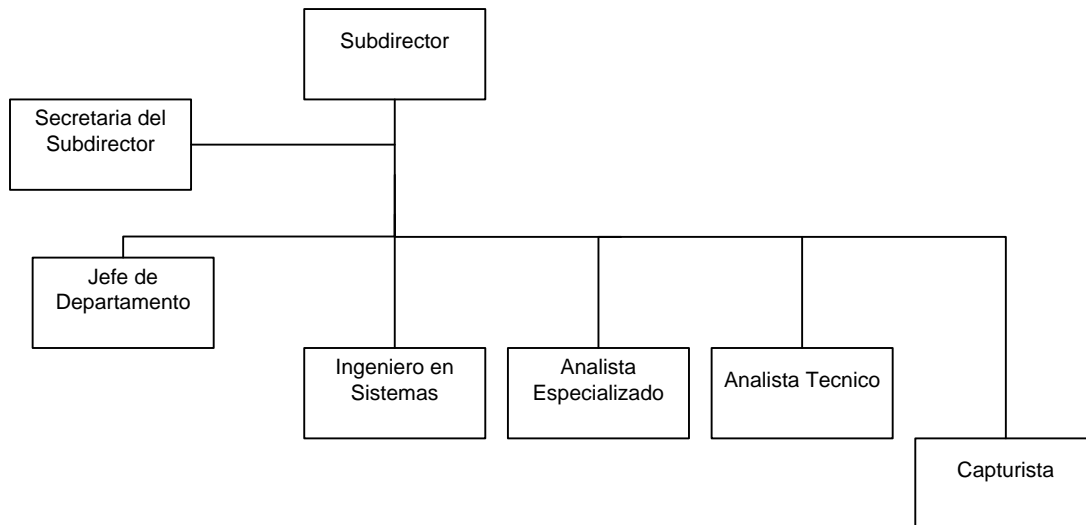 Subdirector
Secretaria del
Subdirector
Jefe de
Departamento
Ingeniero en
Sistemas
Analista
Especializado
Analista Tecnico
Capturista